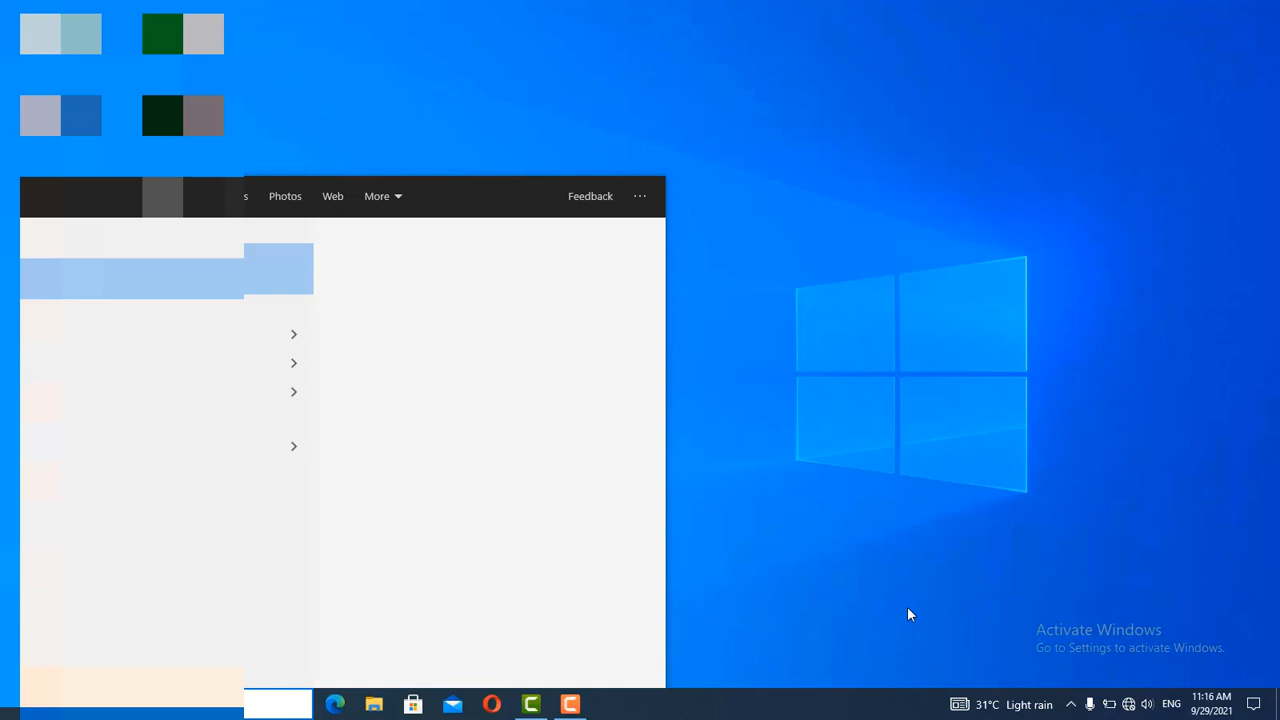 Photos Web More Feedback ...
Activate Windows
Go to Settings to activate Windows.
31°C Light rain ENG 11:16 AM
9/29/2021